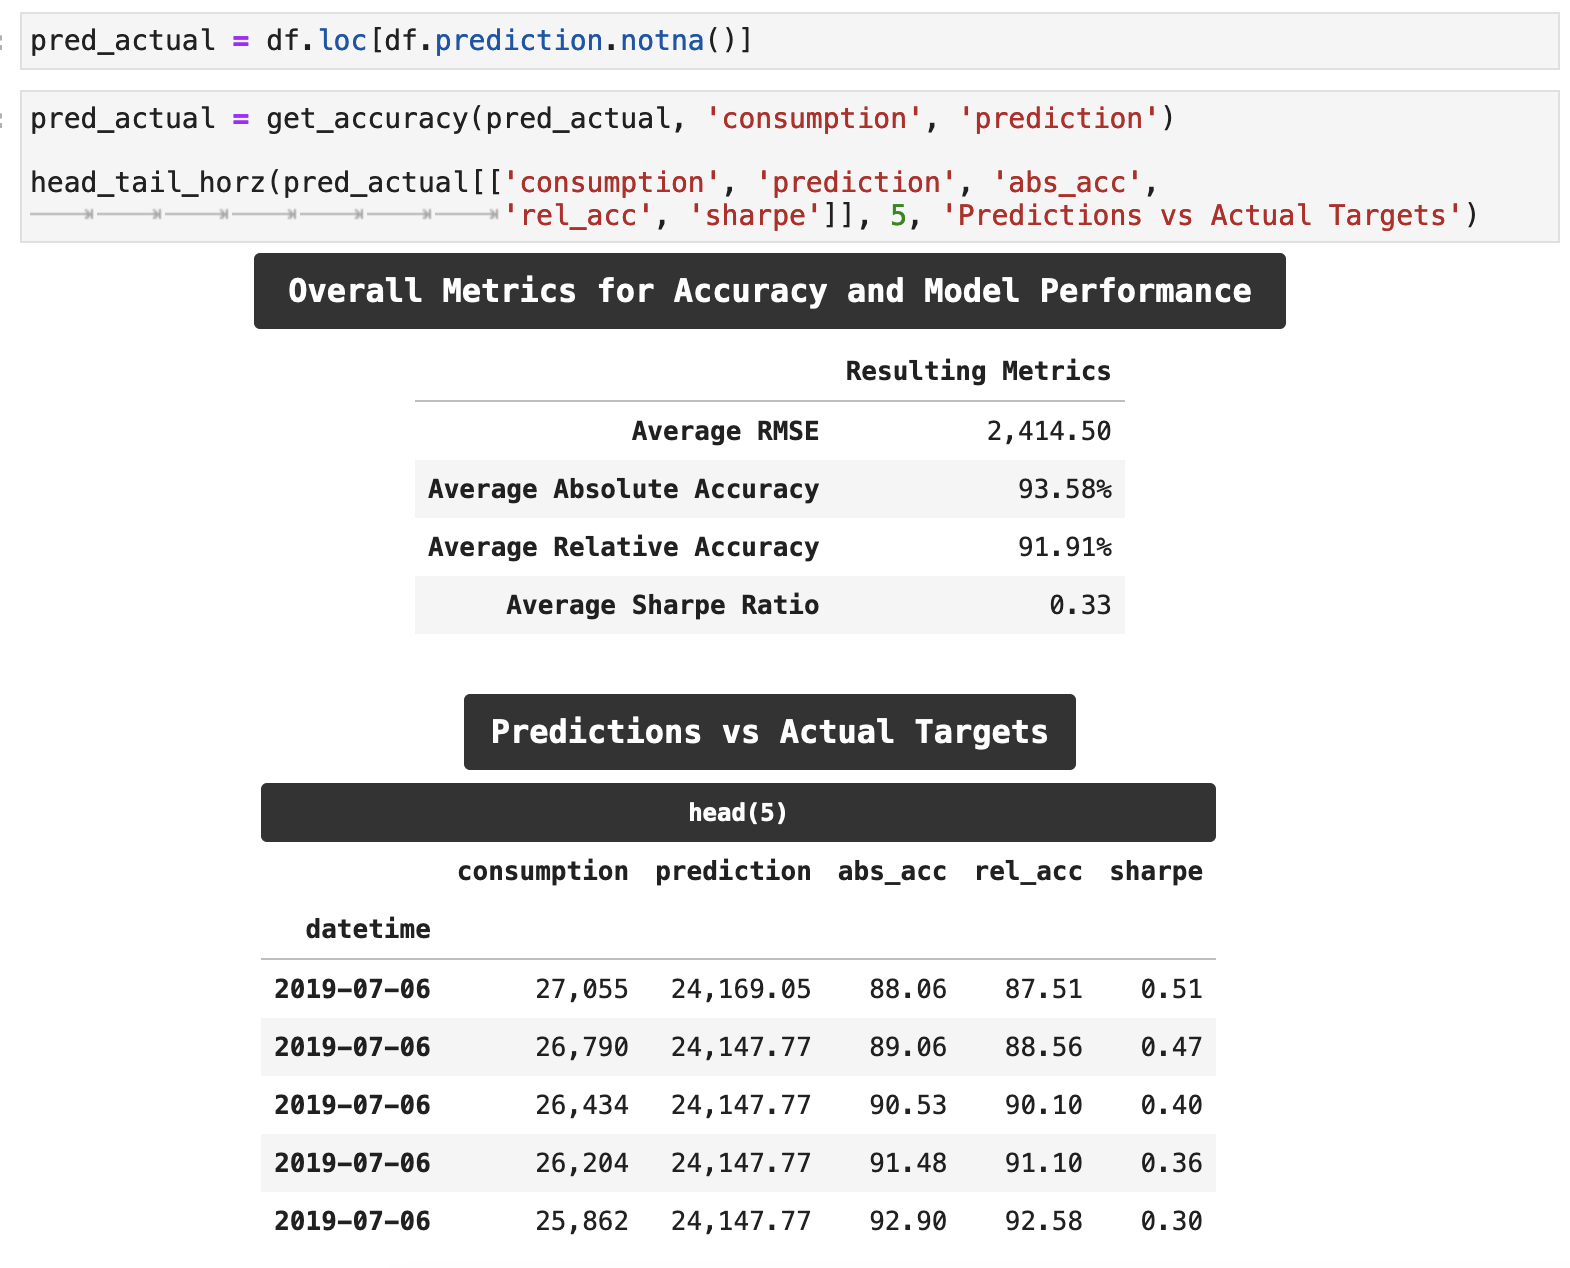 pred_actual = df.loc[df.prediction.notna()]
pred_actual = get_accuracy(pred_actual, 'consumption', 'prediction')
head_tail_horz(pred_actual[['consumption', 'prediction', 'abs_acc',
'rel_acc', 'sharpe']], 5, 'Predictions vs Actual Targets')
Overall Metrics for Accuracy and Model Performance
Resulting Metrics
Average RMSE 2,414.50
Average Absolute Accuracy 93.58%
Average Relative Accuracy 91.91%
Average Sharpe Ratio 0.33
Predictions vs Actual Targets
head(5)
consumption prediction abs_acc rel_acc sharpe
datetime
2019-07-06 27,055 24,169.05 88.06 87.51 0.51
2019-07-06 26,790 24,147.77 89.06 88.56 0.47
2019-07-06 26,434 24,147.77 90.53 90.10 0.40
2019-07-06 26,204 24,147.77 91.48 91.10 0.36
2019-07-06 25,862 24,147.77 92.90 92.58 0.30